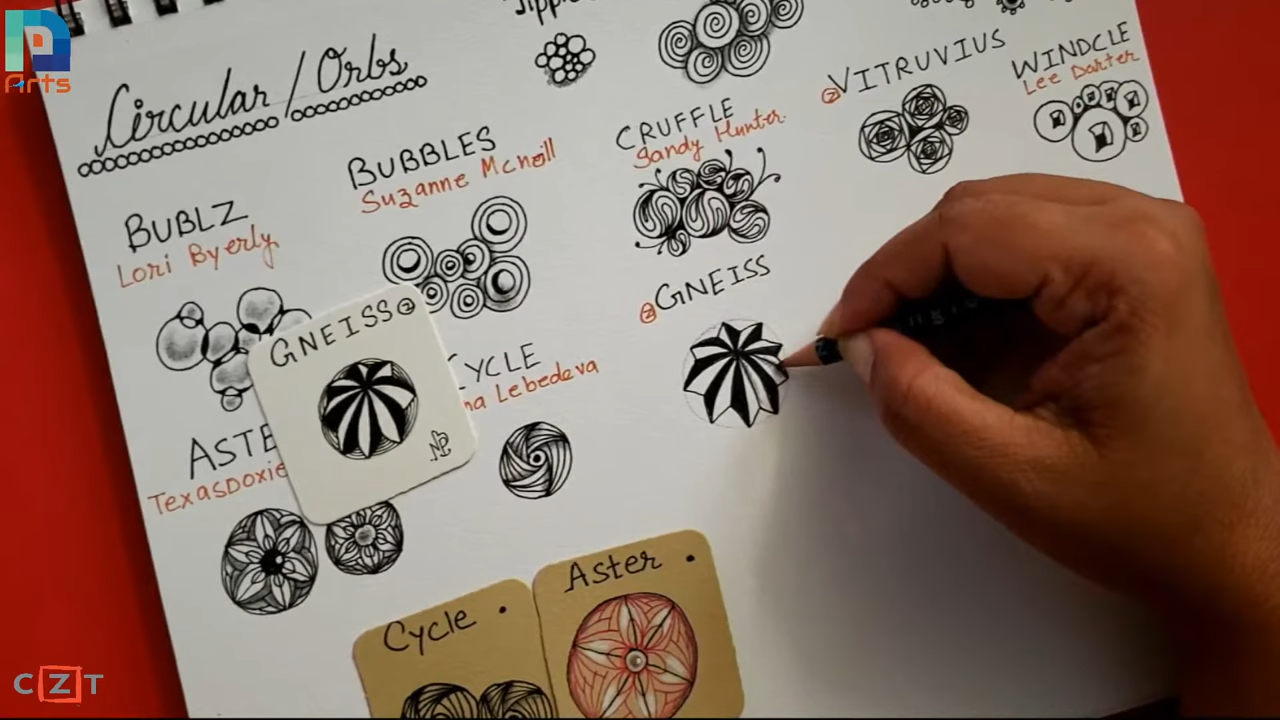 Arts
Circular/Orbs
VITRUVIUS
WINDCLE
Lee Darter
BUBBLES
Suzanne Mcneill
CRUFFLE
Sandy Hunter
BUBLZ
Lori Byerly
GNEISS
GNEISS
CYCLE
Lebedeva
ASTE
TexasDoxie
Aster
Cycle
CZT